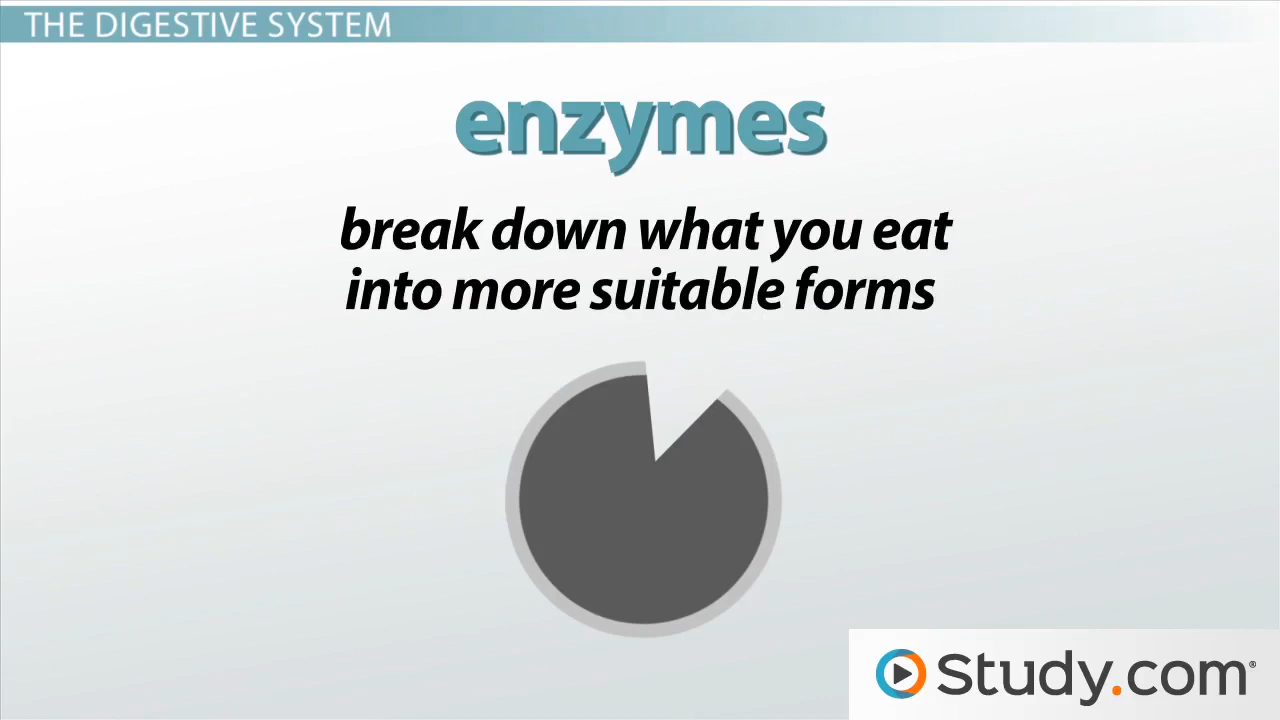 THE DIGESTIVE SYSTEM
enzymes
break down what you eat
into more suitable forms
Study.com®